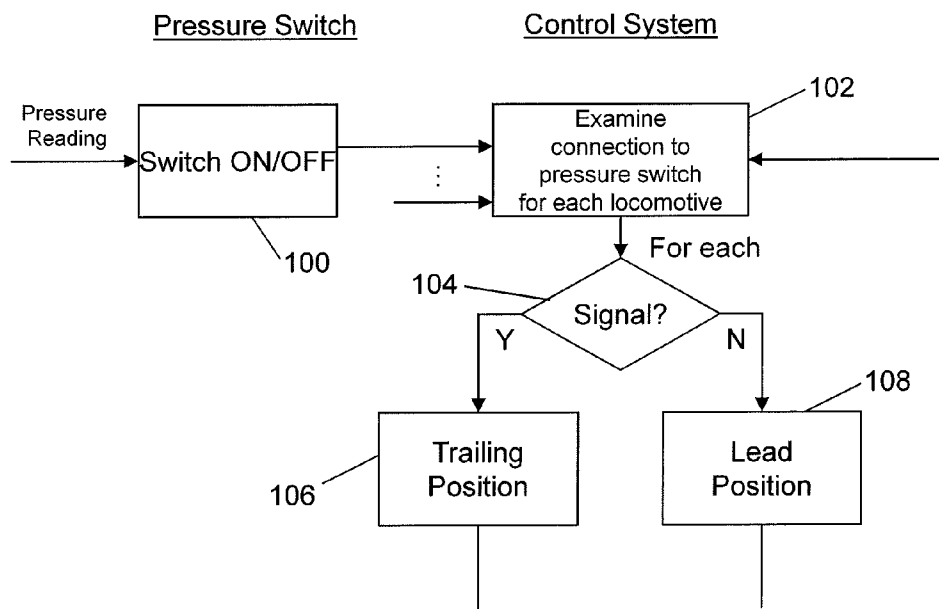 Pressure Switch
Control System
Pressure
Reading
Switch ON/OFF
100
...
Examine
connection to
pressure switch
for each locomotive
102
For each
104
Signal?
Y
N
106
Trailing
Position
108
Lead
Position